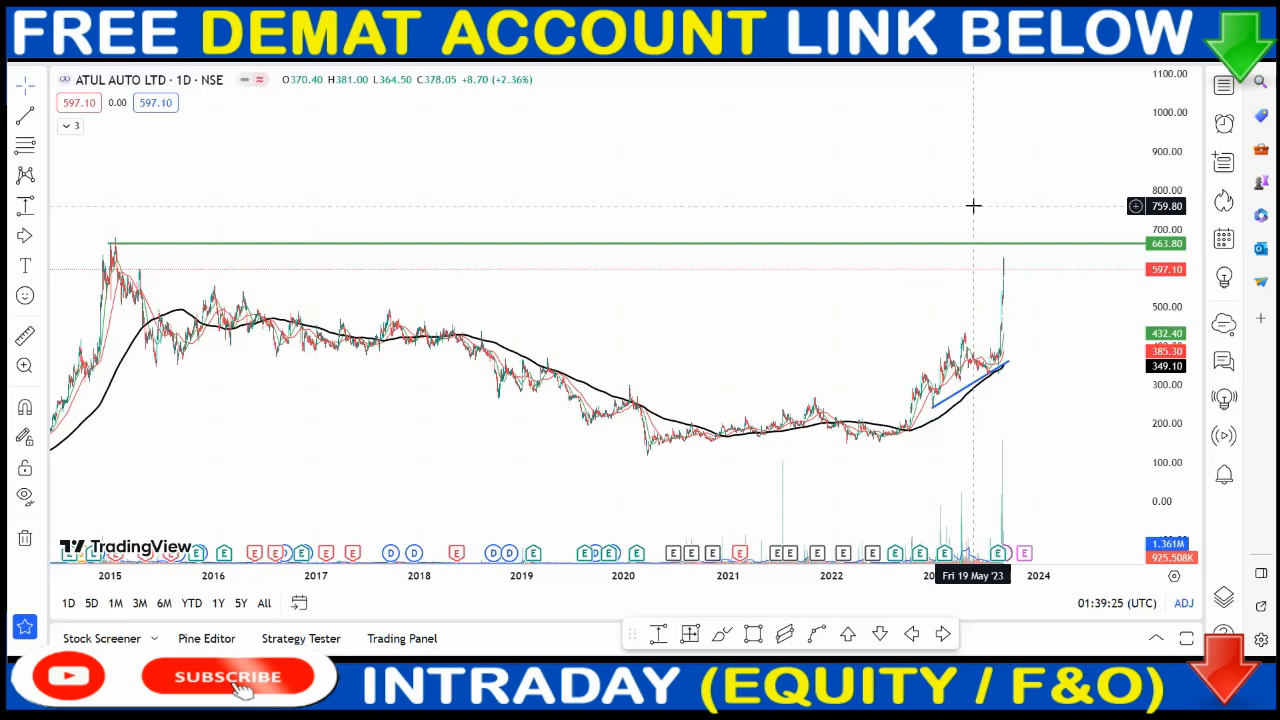 FREE DEMAT ACCOUNT LINK BELOW
ATUL AUTO LTD · 1D · NSE O370.40 H381.00 L364.50 C378.05 +8.70 (+2.36%)
597.10 0.00 597.10
3
1100.00
1000.00
900.00
800.00
759.80
700.00
663.80
597.10
500.00
432.40
385.30
349.10
300.00
200.00
100.00
0.00
1.361M
925.508K
TradingView
2015 2016 2017 2018 2019 2020 2021 2022 Fri 19 May '23 2024
1D 5D 1M 3M 6M YTD 1Y 5Y All 01:39:25 (UTC) ADJ
Stock Screener Pine Editor Strategy Tester Trading Panel
SUBSCRIBE
INTRADAY (EQUITY / F&O)